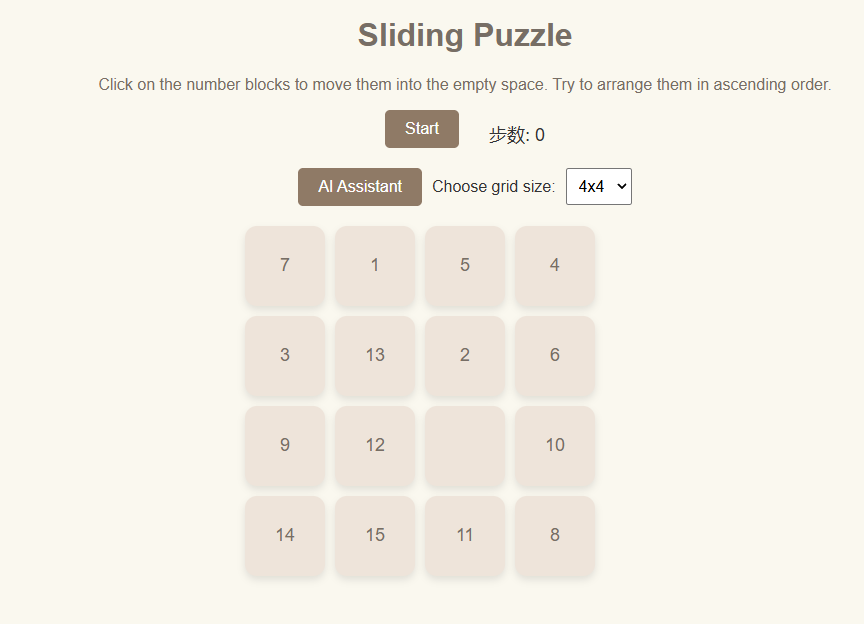 Sliding Puzzle
Click on the number blocks to move them into the empty space. Try to arrange them in ascending order.
Start 步数: 0
AI Assistant Choose grid size: 4x4
7 1 5 4
3 13 2 6
9 12 10
14 15 11 8